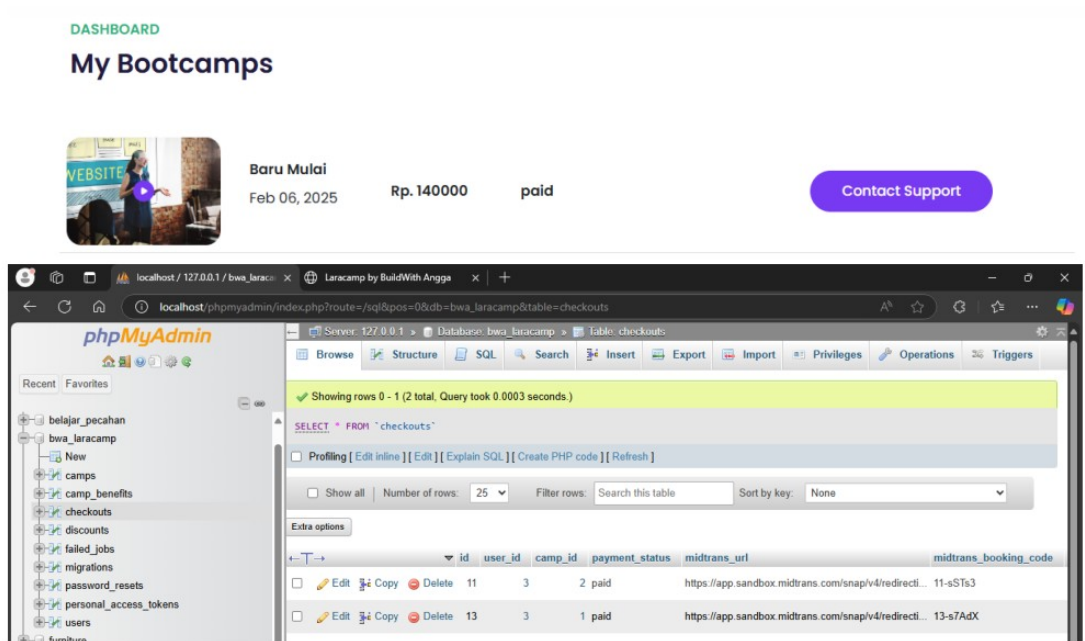 DASHBOARD
My Bootcamps
WEBSITE
Baru Mulai
Feb 06, 2025
Rp. 140000
paid
Contact Support
localhost / 127.0.0.1 / bwa_laraca
Laracamp by BuildWith Angga
localhost/phpmyadmin/index.php?route=/sql&pos=0&db=bwa_laracamp&table=checkouts
phpMyAdmin
Recent Favorites
belajar_pecahan
bwa_laracamp
New
camps
camp_benefits
checkouts
discounts
failed_jobs
migrations
password_resets
personal_access_tokens
users
furniture
Server: 127.0.0.1 » Database: bwa_laracamp » Table: checkouts
Browse Structure SQL Search Insert Export Import Privileges Operations Triggers
Showing rows 0 - 1 (2 total, Query took 0.0003 seconds.)
SELECT * FROM `checkouts`
Profiling [ Edit inline ] [ Edit ] [ Explain SQL ] [ Create PHP code ] [ Refresh ]
Show all | Number of rows: 25 Filter rows: Search this table Sort by key: None
Extra options
id user_id camp_id payment_status midtrans_url midtrans_booking_code
Edit Copy Delete 11 3 2 paid https://app.sandbox.midtrans.com/snap/v4/redirecti... 11-sSTs3
Edit Copy Delete 13 3 1 paid https://app.sandbox.midtrans.com/snap/v4/redirecti... 13-s7AdX